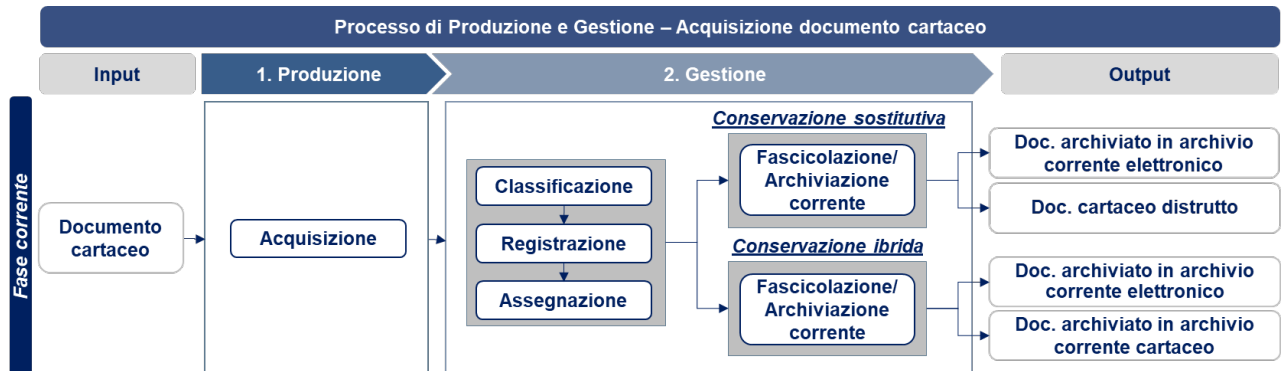 Processo di Produzione e Gestione – Acquisizione documento cartaceo
Input
1. Produzione
2. Gestione
Output
Fase corrente
Documento
cartaceo
Acquisizione
Classificazione
Registrazione
Assegnazione
Conservazione sostitutiva
Fascicolazione/
Archiviazione
corrente
Conservazione ibrida
Fascicolazione/
Archiviazione
corrente
Doc. archiviato in archivio
corrente elettronico
Doc. cartaceo distrutto
Doc. archiviato in archivio
corrente elettronico
Doc. archiviato in archivio
corrente cartaceo